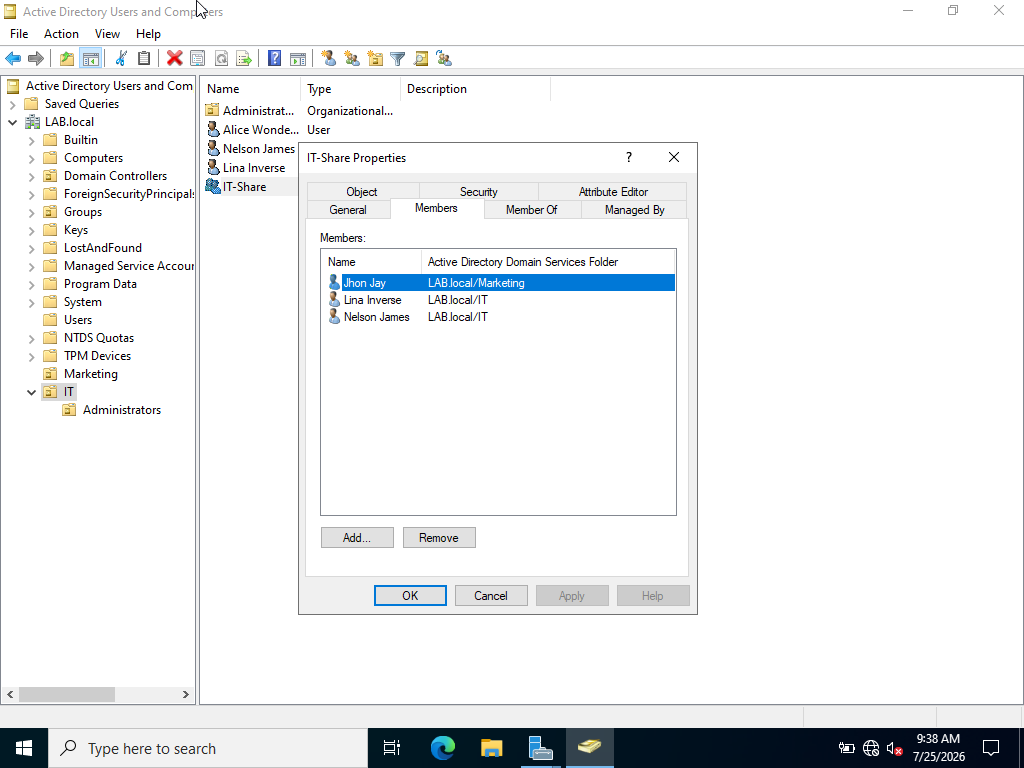 Active Directory Users and Computers
File Action View Help
Active Directory Users and Com
Saved Queries
LAB.local
Builtin
Computers
Domain Controllers
ForeignSecurityPrincipals
Groups
Keys
LostAndFound
Managed Service Accour
Program Data
System
Users
NTDS Quotas
TPM Devices
Marketing
IT
Administrators
Name Type Description
Administrat... Organizational...
Alice Wonde... User
Nelson James
Lina Inverse
IT-Share
IT-Share Properties ?
Object Security Attribute Editor
General Members Member Of Managed By
Members:
Name Active Directory Domain Services Folder
Jhon Jay LAB.local/Marketing
Lina Inverse LAB.local/IT
Nelson James LAB.local/IT
Add... Remove
OK Cancel Apply Help
Type here to search
9:38 AM
7/25/2026